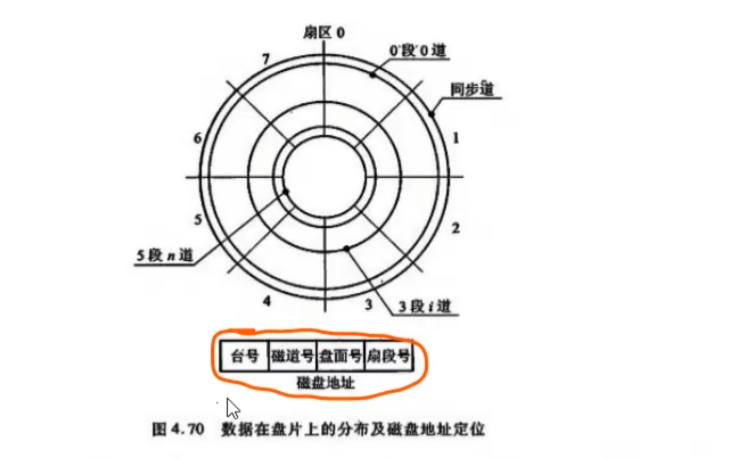 扇区 0
7
0 段 0 道
同步道
6
1
5
2
5 段 n 道
4
3
3 段 i 道
台号 磁道号 盘面号 扇段号
磁盘地址
图 4.70 数据在盘片上的分布及磁盘地址定位